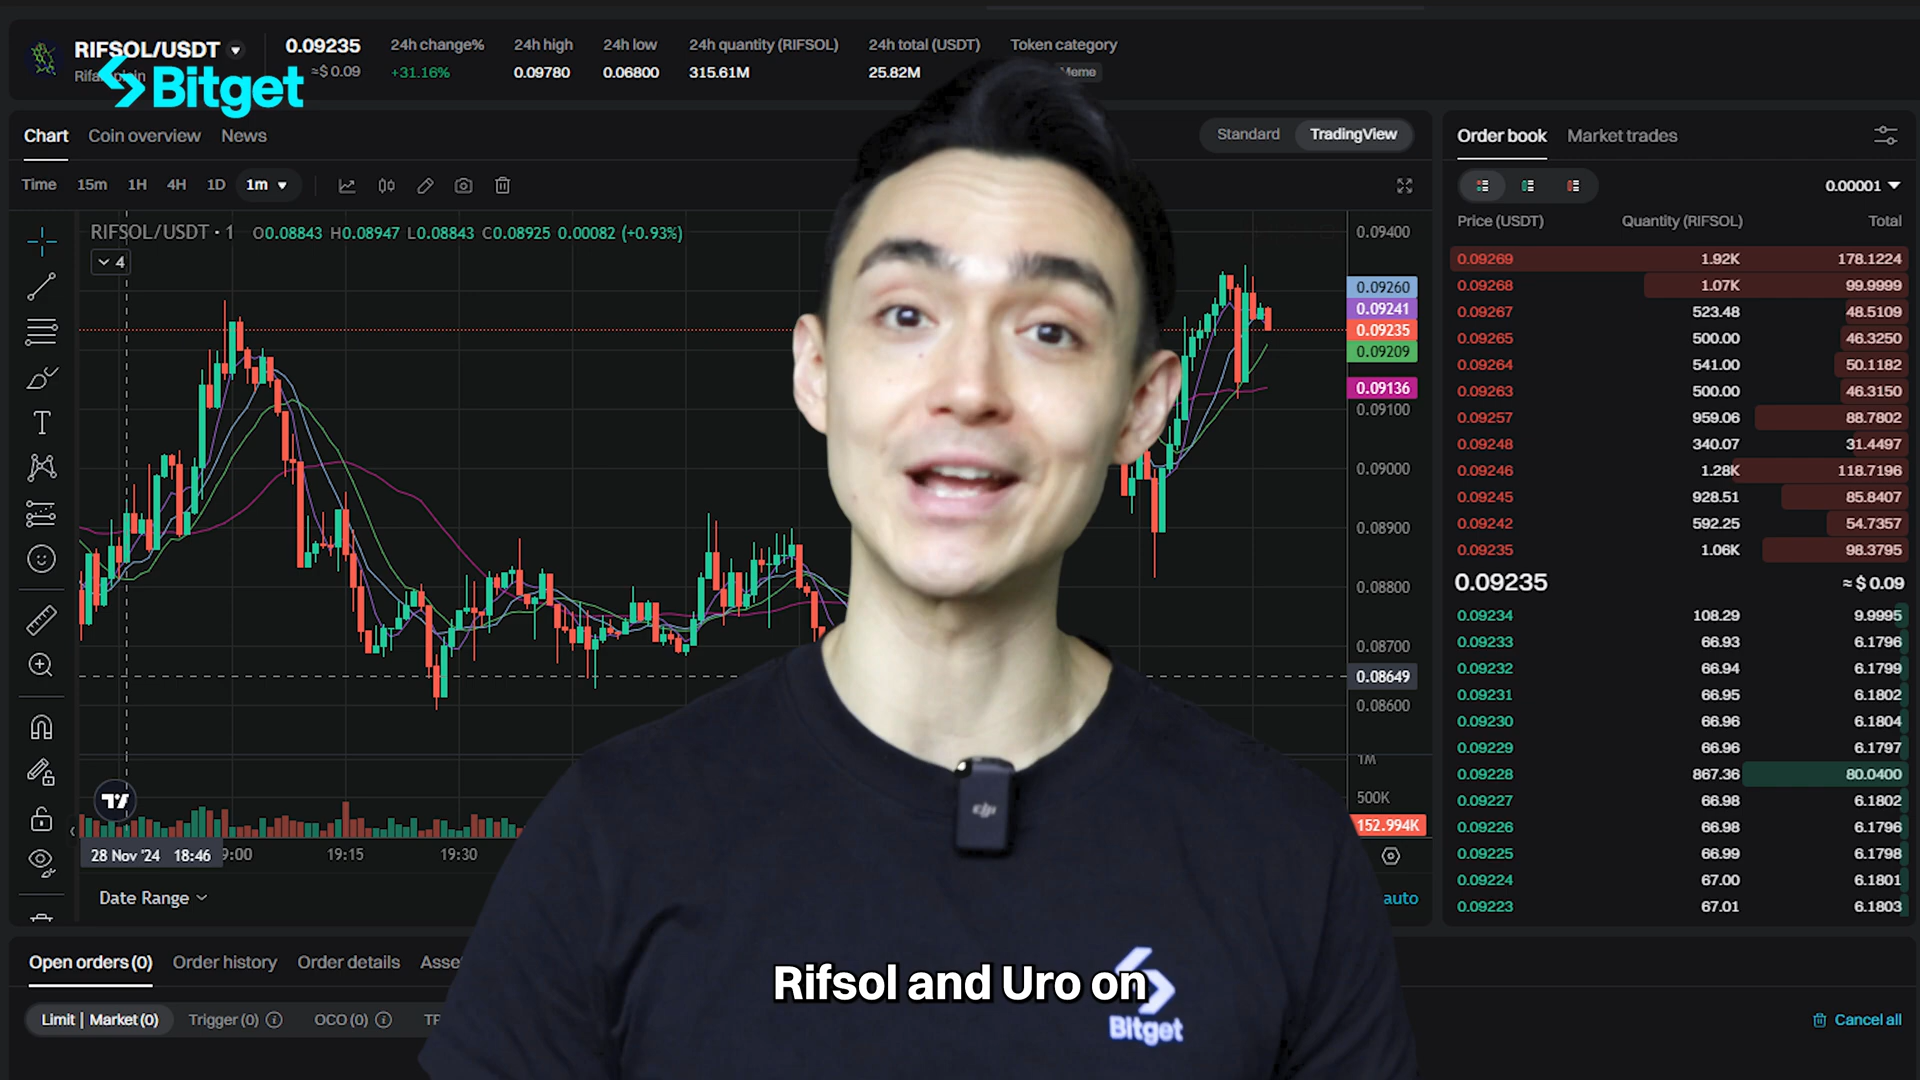 RIFSOL/USDT
0.09235
≈$ 0.09
24h change%
+31.16%
24h high
0.09780
24h low
0.06800
24h quantity (RIFSOL)
315.61M
24h total (USDT)
25.82M
Token category
Meme
Bitget
Chart Coin overview News
Standard TradingView
Time 15m 1H 4H 1D 1m
RIFSOL/USDT · 1 O0.08843 H0.08947 L0.08843 C0.08925 0.00082 (+0.93%)
4
0.09400
0.09260
0.09241
0.09235
0.09209
0.09136
0.09100
0.09000
0.08900
0.08800
0.08700
0.08649
0.08600
1M
500K
152.994K
28 Nov '24 18:46
9:00 19:15 19:30
Date Range
auto
Order book Market trades
0.00001
Price (USDT) Quantity (RIFSOL) Total
0.09269 1.92K 178.1224
0.09268 1.07K 99.9999
0.09267 523.48 48.5109
0.09265 500.00 46.3250
0.09264 541.00 50.1182
0.09263 500.00 46.3150
0.09257 959.06 88.7802
0.09248 340.07 31.4497
0.09246 1.28K 118.7196
0.09245 928.51 85.8407
0.09242 592.25 54.7357
0.09235 1.06K 98.3795
0.09235 ≈ $ 0.09
0.09234 108.29 9.9995
0.09233 66.93 6.1796
0.09232 66.94 6.1799
0.09231 66.95 6.1802
0.09230 66.96 6.1804
0.09229 66.96 6.1797
0.09228 867.36 80.0400
0.09227 66.98 6.1802
0.09226 66.98 6.1796
0.09225 66.99 6.1798
0.09224 67.00 6.1801
0.09223 67.01 6.1803
Open orders (0) Order history Order details
Limit | Market (0) Trigger (0) OCO (0)
Cancel all
dji
Rifsol and Uro on
Bitget